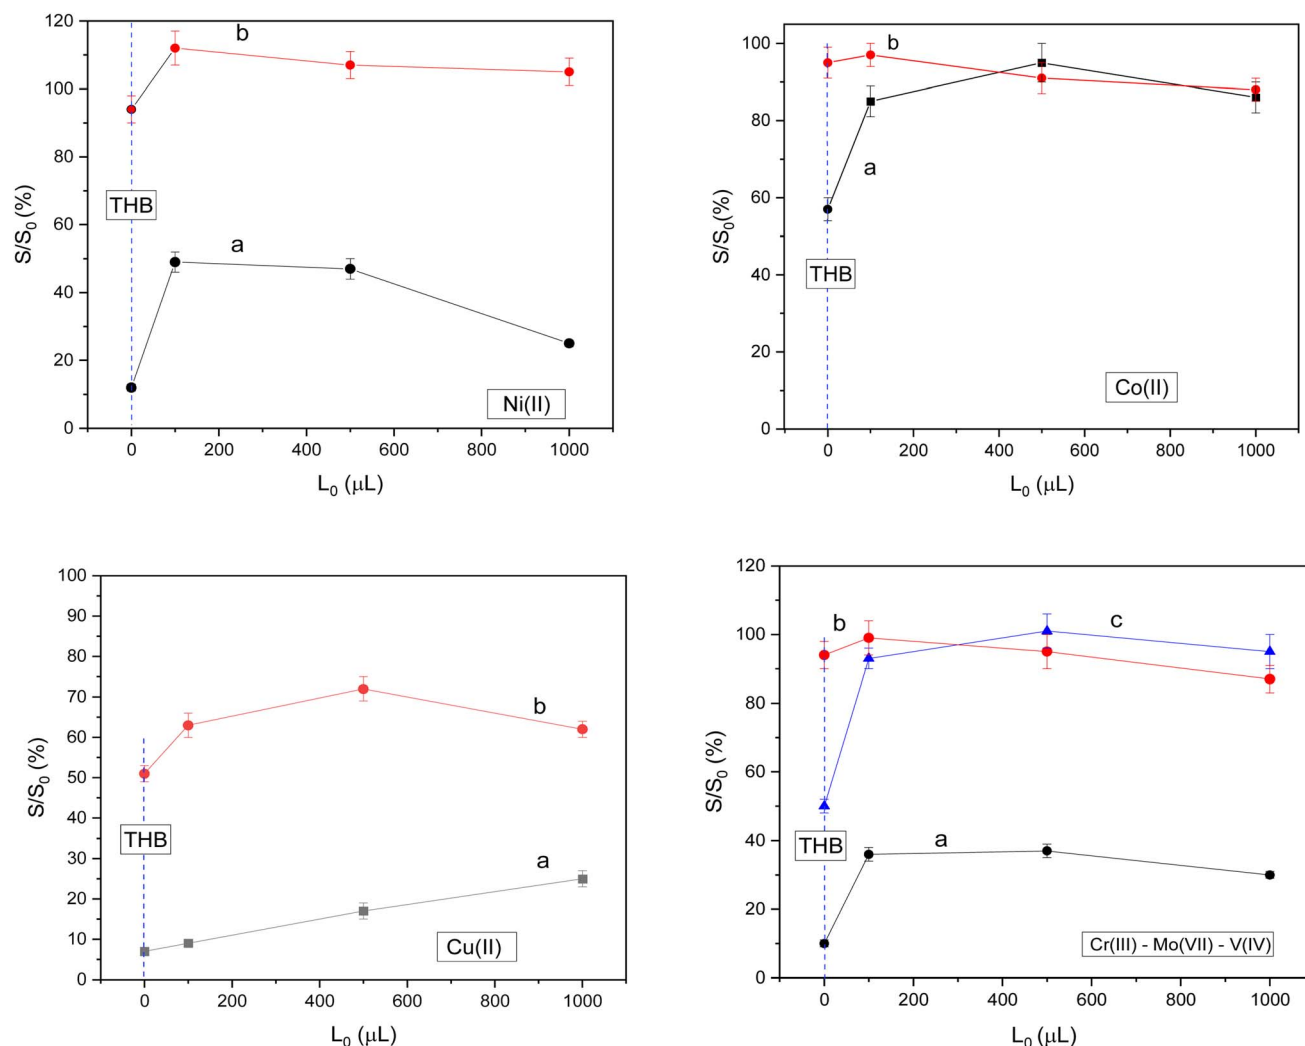 120
100
80
60
40
20
0
S/S₀ (%)
b
THB
a
Ni(II)
0 200 400 600 800 1000
L₀ (μL)
100
80
60
40
20
0
S/S₀(%)
b
a
THB
Co(II)
0 200 400 600 800 1000
L₀ (μL)
100
90
80
70
60
50
40
30
20
10
0
S/S₀ (%)
b
THB
a
Cu(II)
0 200 400 600 800 1000
L₀ (μL)
120
100
80
60
40
20
0
S/S₀ (%)
b c
THB
a
Cr(III) - Mo(VII) - V(IV)
0 200 400 600 800 1000
L₀ (μL)